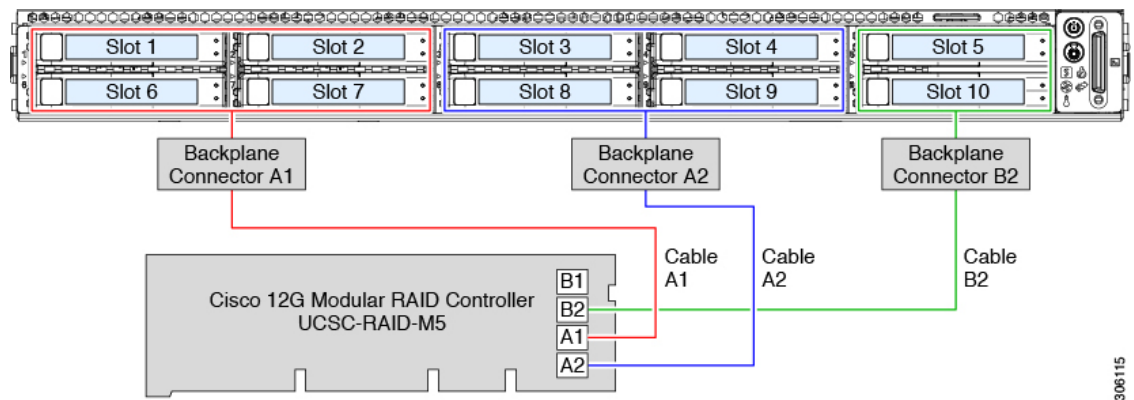 Slot 1
Slot 2
Slot 3
Slot 4
Slot 5
Slot 6
Slot 7
Slot 8
Slot 9
Slot 10
Backplane
Connector A1
Backplane
Connector A2
Backplane
Connector B2
Cable
A1
Cable
A2
Cable
B2
Cisco 12G Modular RAID Controller
UCSC-RAID-M5
B1
B2
A1
A2
306115